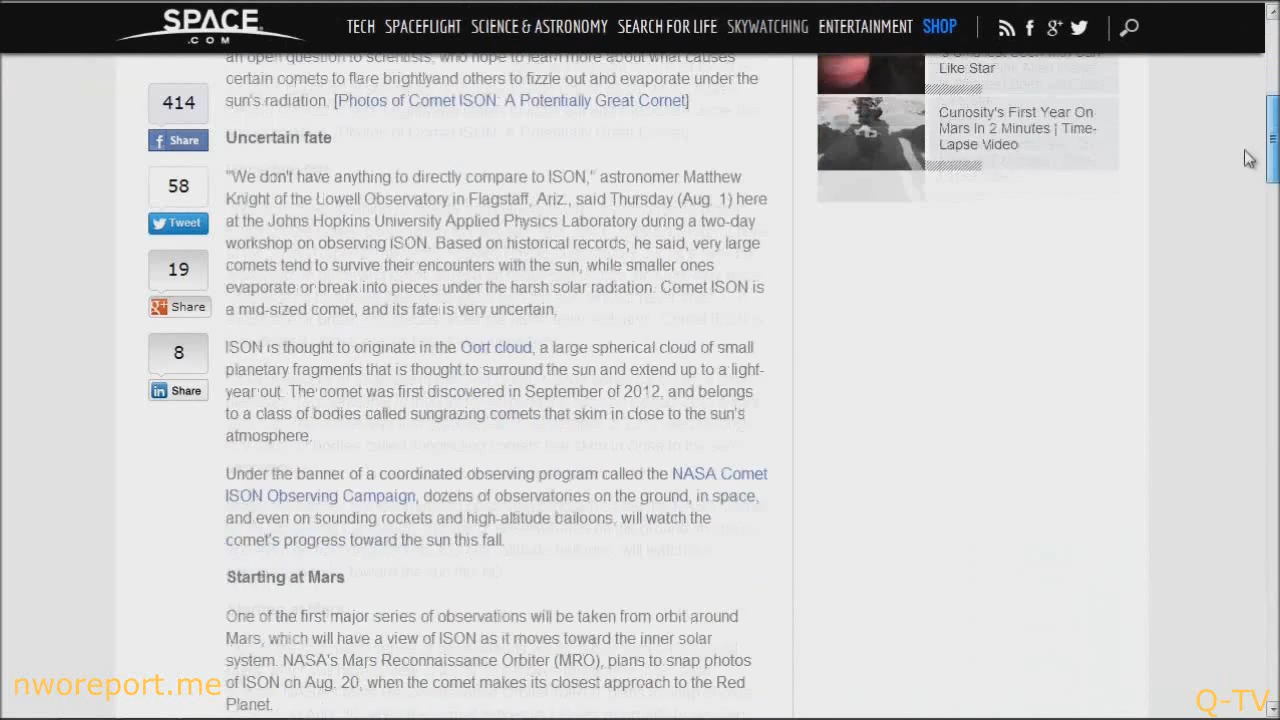 SPACE.
.COM
TECH SPACEFLIGHT SCIENCE & ASTRONOMY SEARCH FOR LIFE SKYWATCHING ENTERTAINMENT SHOP
an open question to scientists, who hope to learn more about what causes
certain comets to flare brightlyand others to fizzle out and evaporate under the
sun's radiation. [Photos of Comet ISON: A Potentially Great Comet]
Uncertain fate
"We don't have anything to directly compare to ISON," astronomer Matthew
Knight of the Lowell Observatory in Flagstaff, Ariz., said Thursday (Aug. 1) here
at the Johns Hopkins University Applied Physics Laboratory during a two-day
workshop on observing ISON. Based on historical records, he said, very large
comets tend to survive their encounters with the sun, while smaller ones
evaporate or break into pieces under the harsh solar radiation. Comet ISON is
a mid-sized comet, and its fate is very uncertain.
ISON is thought to originate in the Oort cloud, a large spherical cloud of small
planetary fragments that is thought to surround the sun and extend up to a light-
year out. The comet was first discovered in September of 2012, and belongs
to a class of bodies called sungrazing comets that skim in close to the sun's
atmosphere.
Under the banner of a coordinated observing program called the NASA Comet
ISON Observing Campaign, dozens of observatories on the ground, in space,
and even on sounding rockets and high-altitude balloons, will watch the
comet's progress toward the sun this fall.
Starting at Mars
One of the first major series of observations will be taken from orbit around
Mars, which will have a view of ISON as it moves toward the inner solar
system. NASA's Mars Reconnaissance Orbiter (MRO), plans to snap photos
of ISON on Aug. 20, when the comet makes its closest approach to the Red
Planet.
414
Share
58
Tweet
19
Share
8
Share
Like Star
Curiosity's First Year On
Mars In 2 Minutes | Time-
Lapse Video
nworeport.me
Q-TV